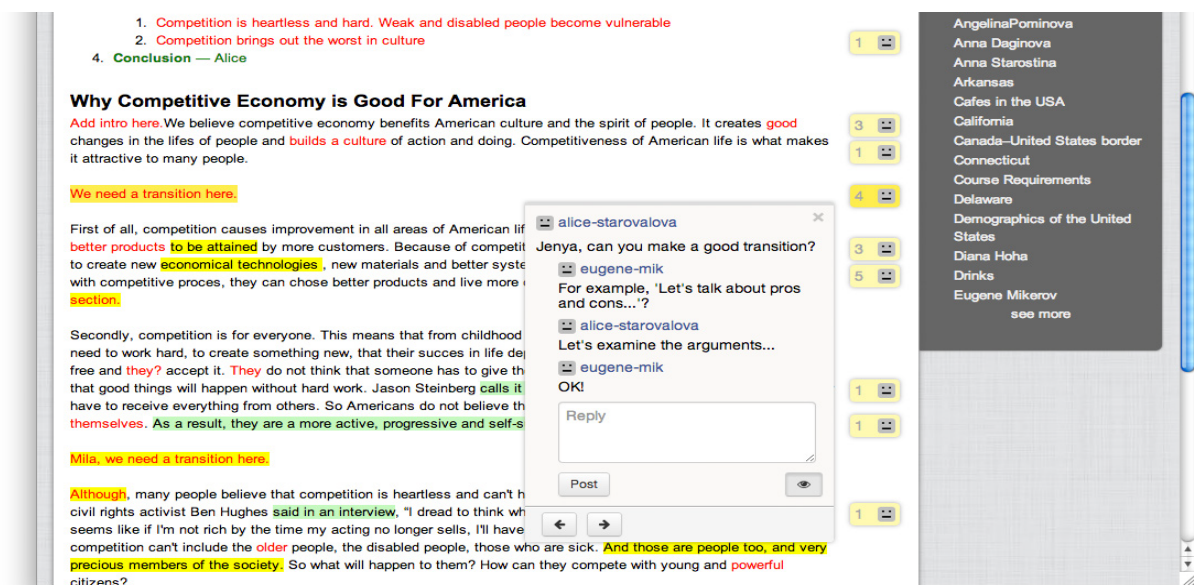 1. Competition is heartless and hard. Weak and disabled people become vulnerable
2. Competition brings out the worst in culture
1
4. Conclusion — Alice
Why Competitive Economy is Good For America
Add intro here.We believe competitive economy benefits American culture and the spirit of people. It creates good
changes in the lifes of people and builds a culture of action and doing. Competitiveness of American life is what makes
it attractive to many people.
3
1
We need a transition here.
4
First of all, competition causes improvement in all areas of American lif
better products to be attained by more customers. Because of competit
to create new economical technologies , new materials and better syste
with competitive proces, they can chose better products and live more
section.
3
5
Secondly, competition is for everyone. This means that from childhood
need to work hard, to create something new, that their succes in life de
free and they? accept it. They do not think that someone has to give th
that good things will happen without hard work. Jason Steinberg calls it
have to receive everything from others. So Americans do not believe th
themselves. As a result, they are a more active, progressive and self-s
1
1
Mila, we need a transition here.
Although, many people believe that competition is heartless and can't h
civil rights activist Ben Hughes said in an interview, "I dread to think wh
seems like if I'm not rich by the time my acting no longer sells, I'll have
competition can't include the older people, the disabled people, those who are sick. And those are people too, and very
precious members of the society. So what will happen to them? How can they compete with young and powerful
citizens?
1
alice-starovalova
×
Jenya, can you make a good transition?
eugene-mik
For example, 'Let's talk about pros
and cons...'?
alice-starovalova
Let's examine the arguments...
eugene-mik
OK!
Reply
Post
AngelinaPominova
Anna Daginova
Anna Starostina
Arkansas
Cafes in the USA
California
Canada–United States border
Connecticut
Course Requirements
Delaware
Demographics of the United
States
Diana Hoha
Drinks
Eugene Mikerov
see more